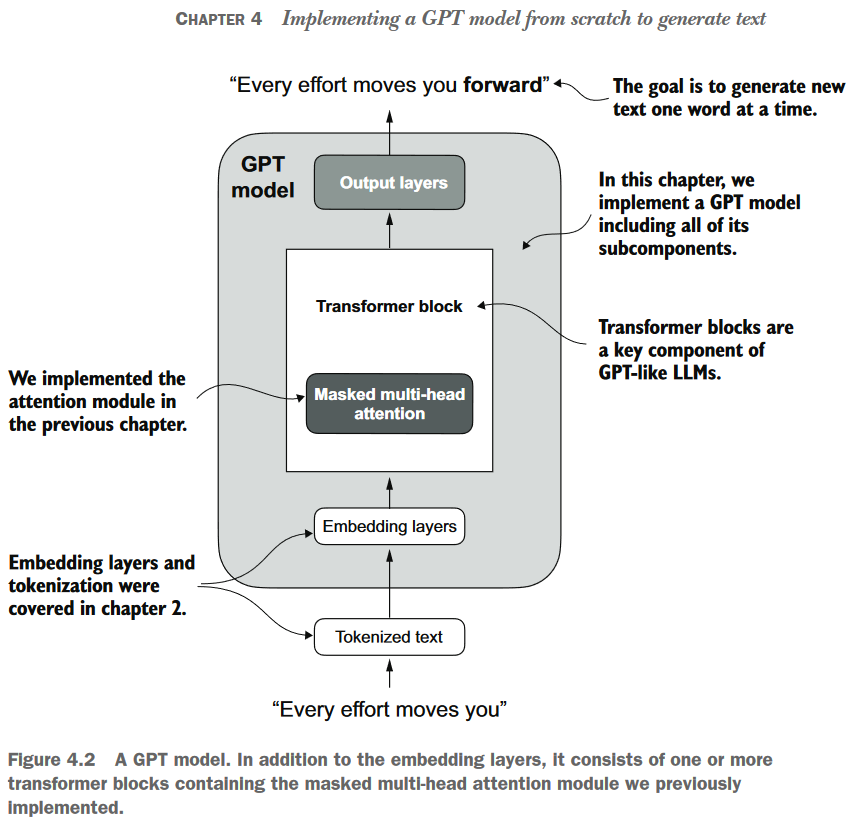 CHAPTER 4 Implementing a GPT model from scratch to generate text
“Every effort moves you forward”
The goal is to generate new
text one word at a time.
GPT
model
Output layers
In this chapter, we
implement a GPT model
including all of its
subcomponents.
Transformer block
Transformer blocks are
a key component of
GPT-like LLMs.
We implemented the
attention module in
the previous chapter.
Masked multi-head
attention
Embedding layers
Embedding layers and
tokenization were
covered in chapter 2.
Tokenized text
“Every effort moves you”
Figure 4.2 A GPT model. In addition to the embedding layers, it consists of one or more
transformer blocks containing the masked multi-head attention module we previously
implemented.